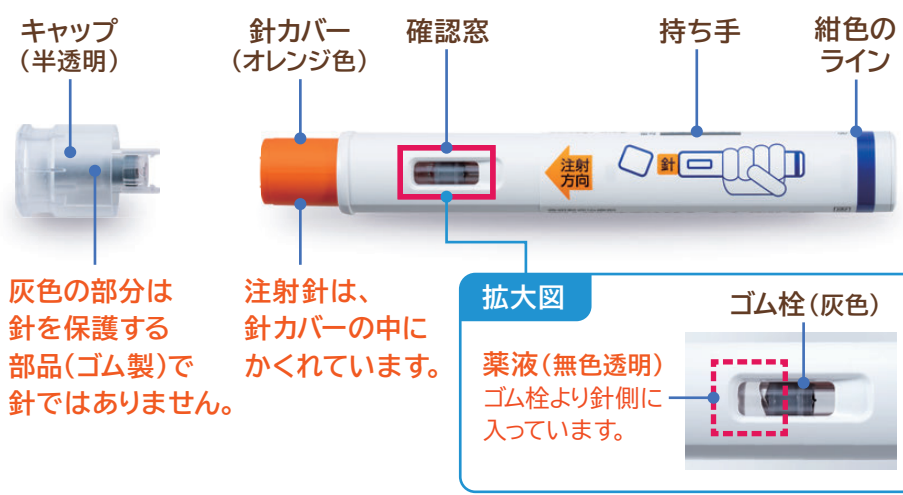 キャップ
（半透明）
針カバー
（オレンジ色）
確認窓
持ち手
紺色の
ライン
注射
方向
針
灰色の部分は
針を保護する
部品（ゴム製）で
針ではありません。
注射針は、
針カバーの中に
かくれています。
拡大図
ゴム栓（灰色）
薬液（無色透明）
ゴム栓より針側に
入っています。